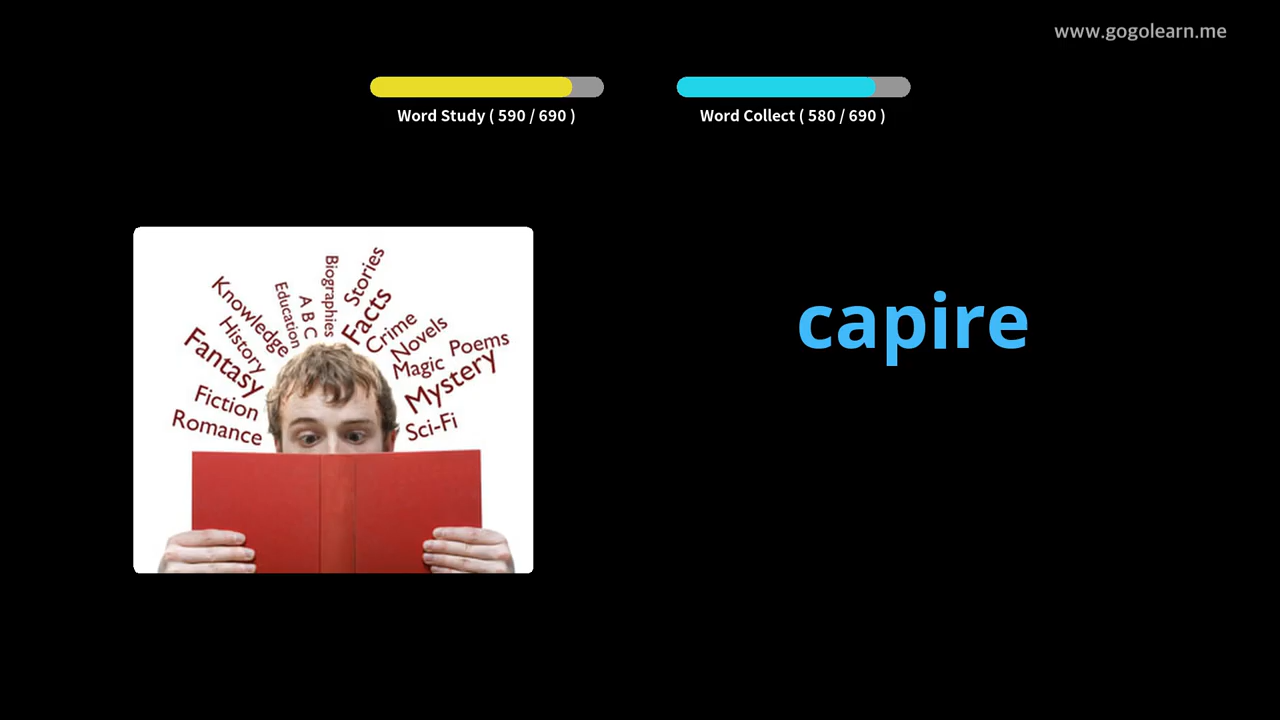 www.gogolearn.me
Word Study ( 590 / 690 )
Word Collect ( 580 / 690 )
capire
Biographies
Stories
Education
A B C
Facts
Knowledge
Crime
History
Novels
Poems
Fantasy
Magic
Mystery
Fiction
Romance
Sci-Fi